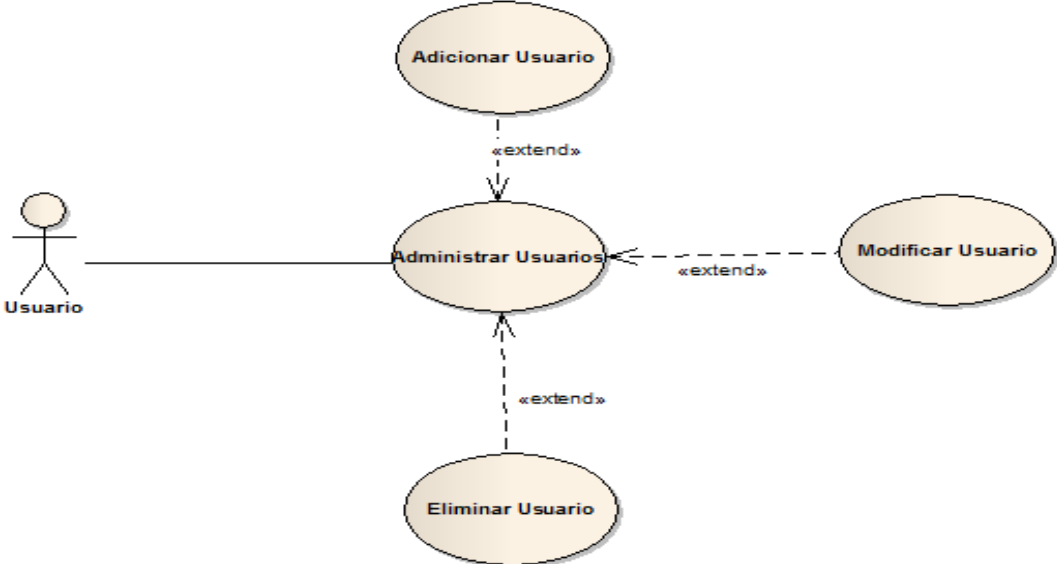 Adicionar Usuario
«extend»
Administrar Usuarios
Modificar Usuario
«extend»
Usuario
«extend»
Eliminar Usuario